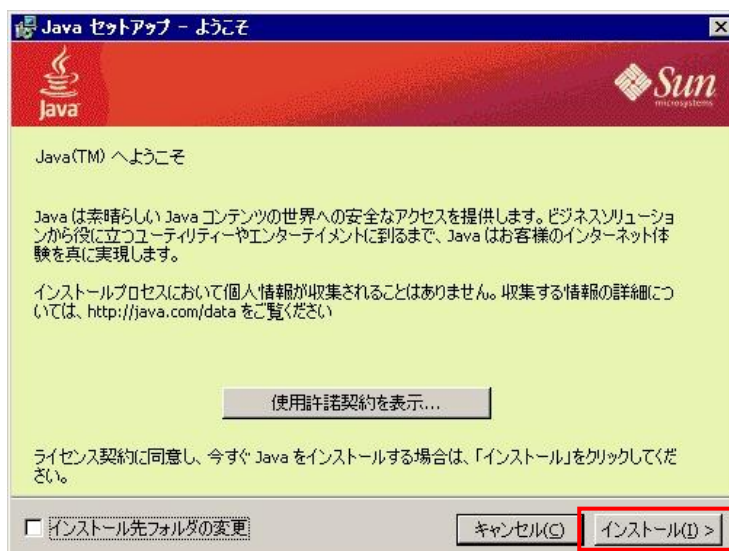 Java セットアップ - ようこそ
Java
Sun
microsystems
Java(TM) へようこそ
Java は素晴らしい Java コンテンツの世界への安全なアクセスを提供します。ビジネスソリューショ
ンから役に立つユーティリティーやエンターテイメントに到るまで、Java はお客様のインターネット体
験を真に実現します。
インストールプロセスにおいて個人情報が収集されることはありません。収集する情報の詳細につ
いては、http://java.com/data をご覧ください
使用許諾契約を表示...
ライセンス契約に同意し、今すぐ Java をインストールする場合は、「インストール」をクリックしてくだ
さい。
インストール先フォルダの変更
キャンセル(C)
インストール(I) >